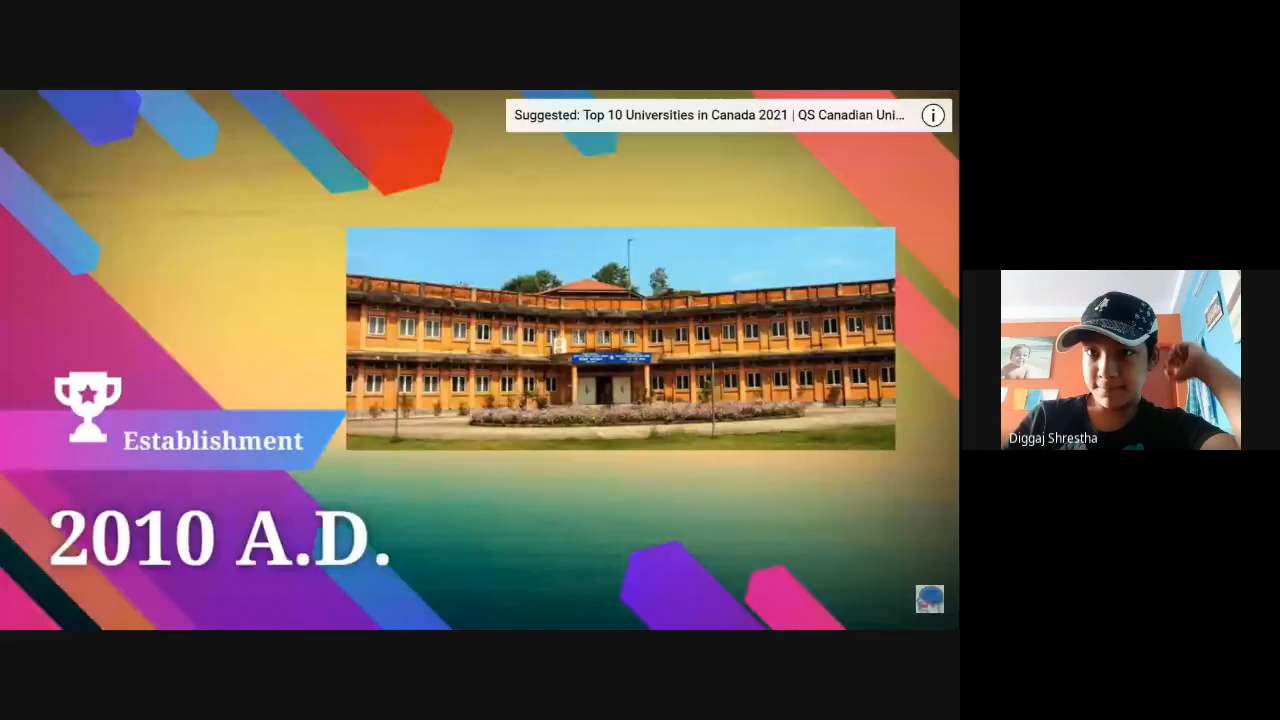 Suggested: Top 10 Universities in Canada 2021 | QS Canadian Uni...
Establishment
2010 A.D.
Diggaj Shrestha